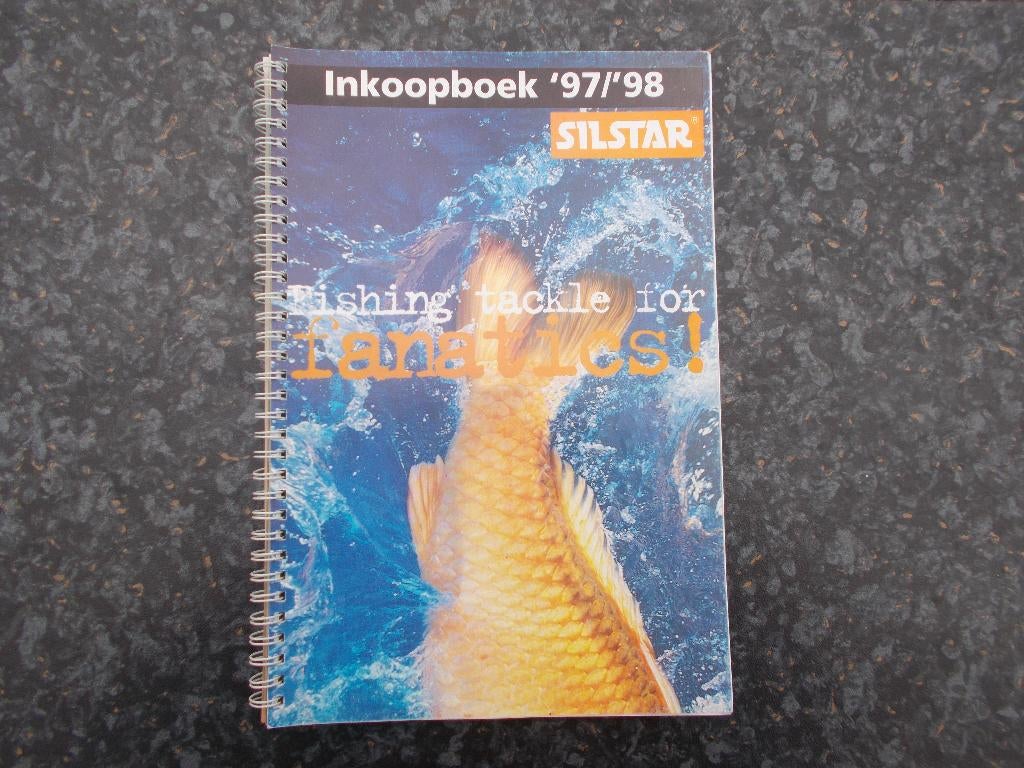 Inkoopboek '97/'98
SILSTAR®
Fishing tackle for
fanatics!